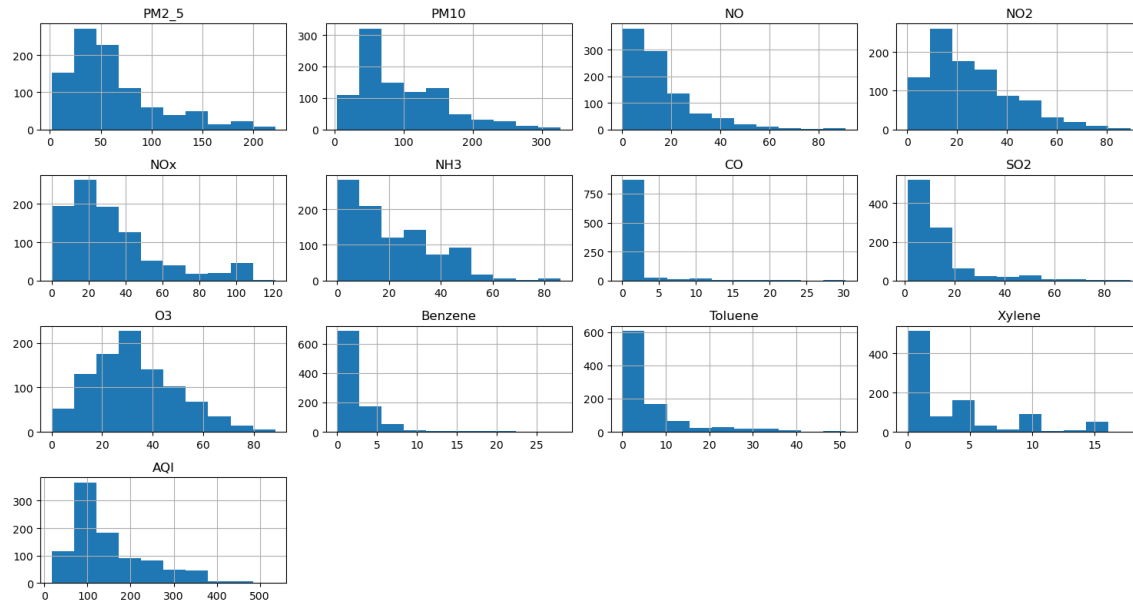 PM2_5
200
100
0
0 50 100 150 200
PM10
300
200
100
0
0 100 200 300
NO
300
200
100
0
0 20 40 60 80
NO2
200
100
0
0 20 40 60 80
NOx
200
100
0
0 20 40 60 80 100 120
NH3
200
100
0
0 20 40 60 80
CO
750
500
250
0
0 5 10 15 20 25 30
SO2
400
200
0
0 20 40 60 80
O3
200
100
0
0 20 40 60 80
Benzene
600
400
200
0
0 5 10 15 20 25
Toluene
600
400
200
0
0 10 20 30 40 50
Xylene
400
200
0
0 5 10 15
AQI
300
200
100
0
0 100 200 300 400 500